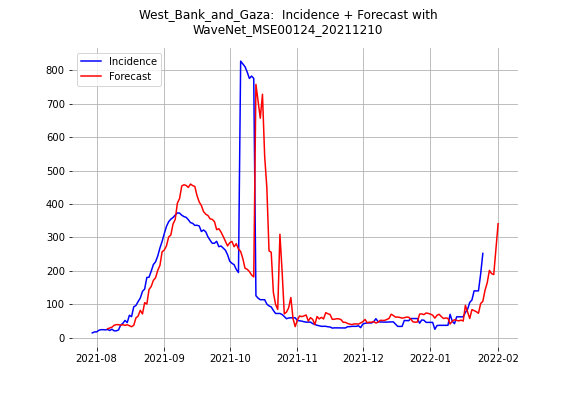 West_Bank_and_Gaza:  Incidence + Forecast with
WaveNet_MSE00124_20211210
Incidence
Forecast
800
700
600
500
400
300
200
100
0
2021-08 2021-09 2021-10 2021-11 2021-12 2022-01 2022-02